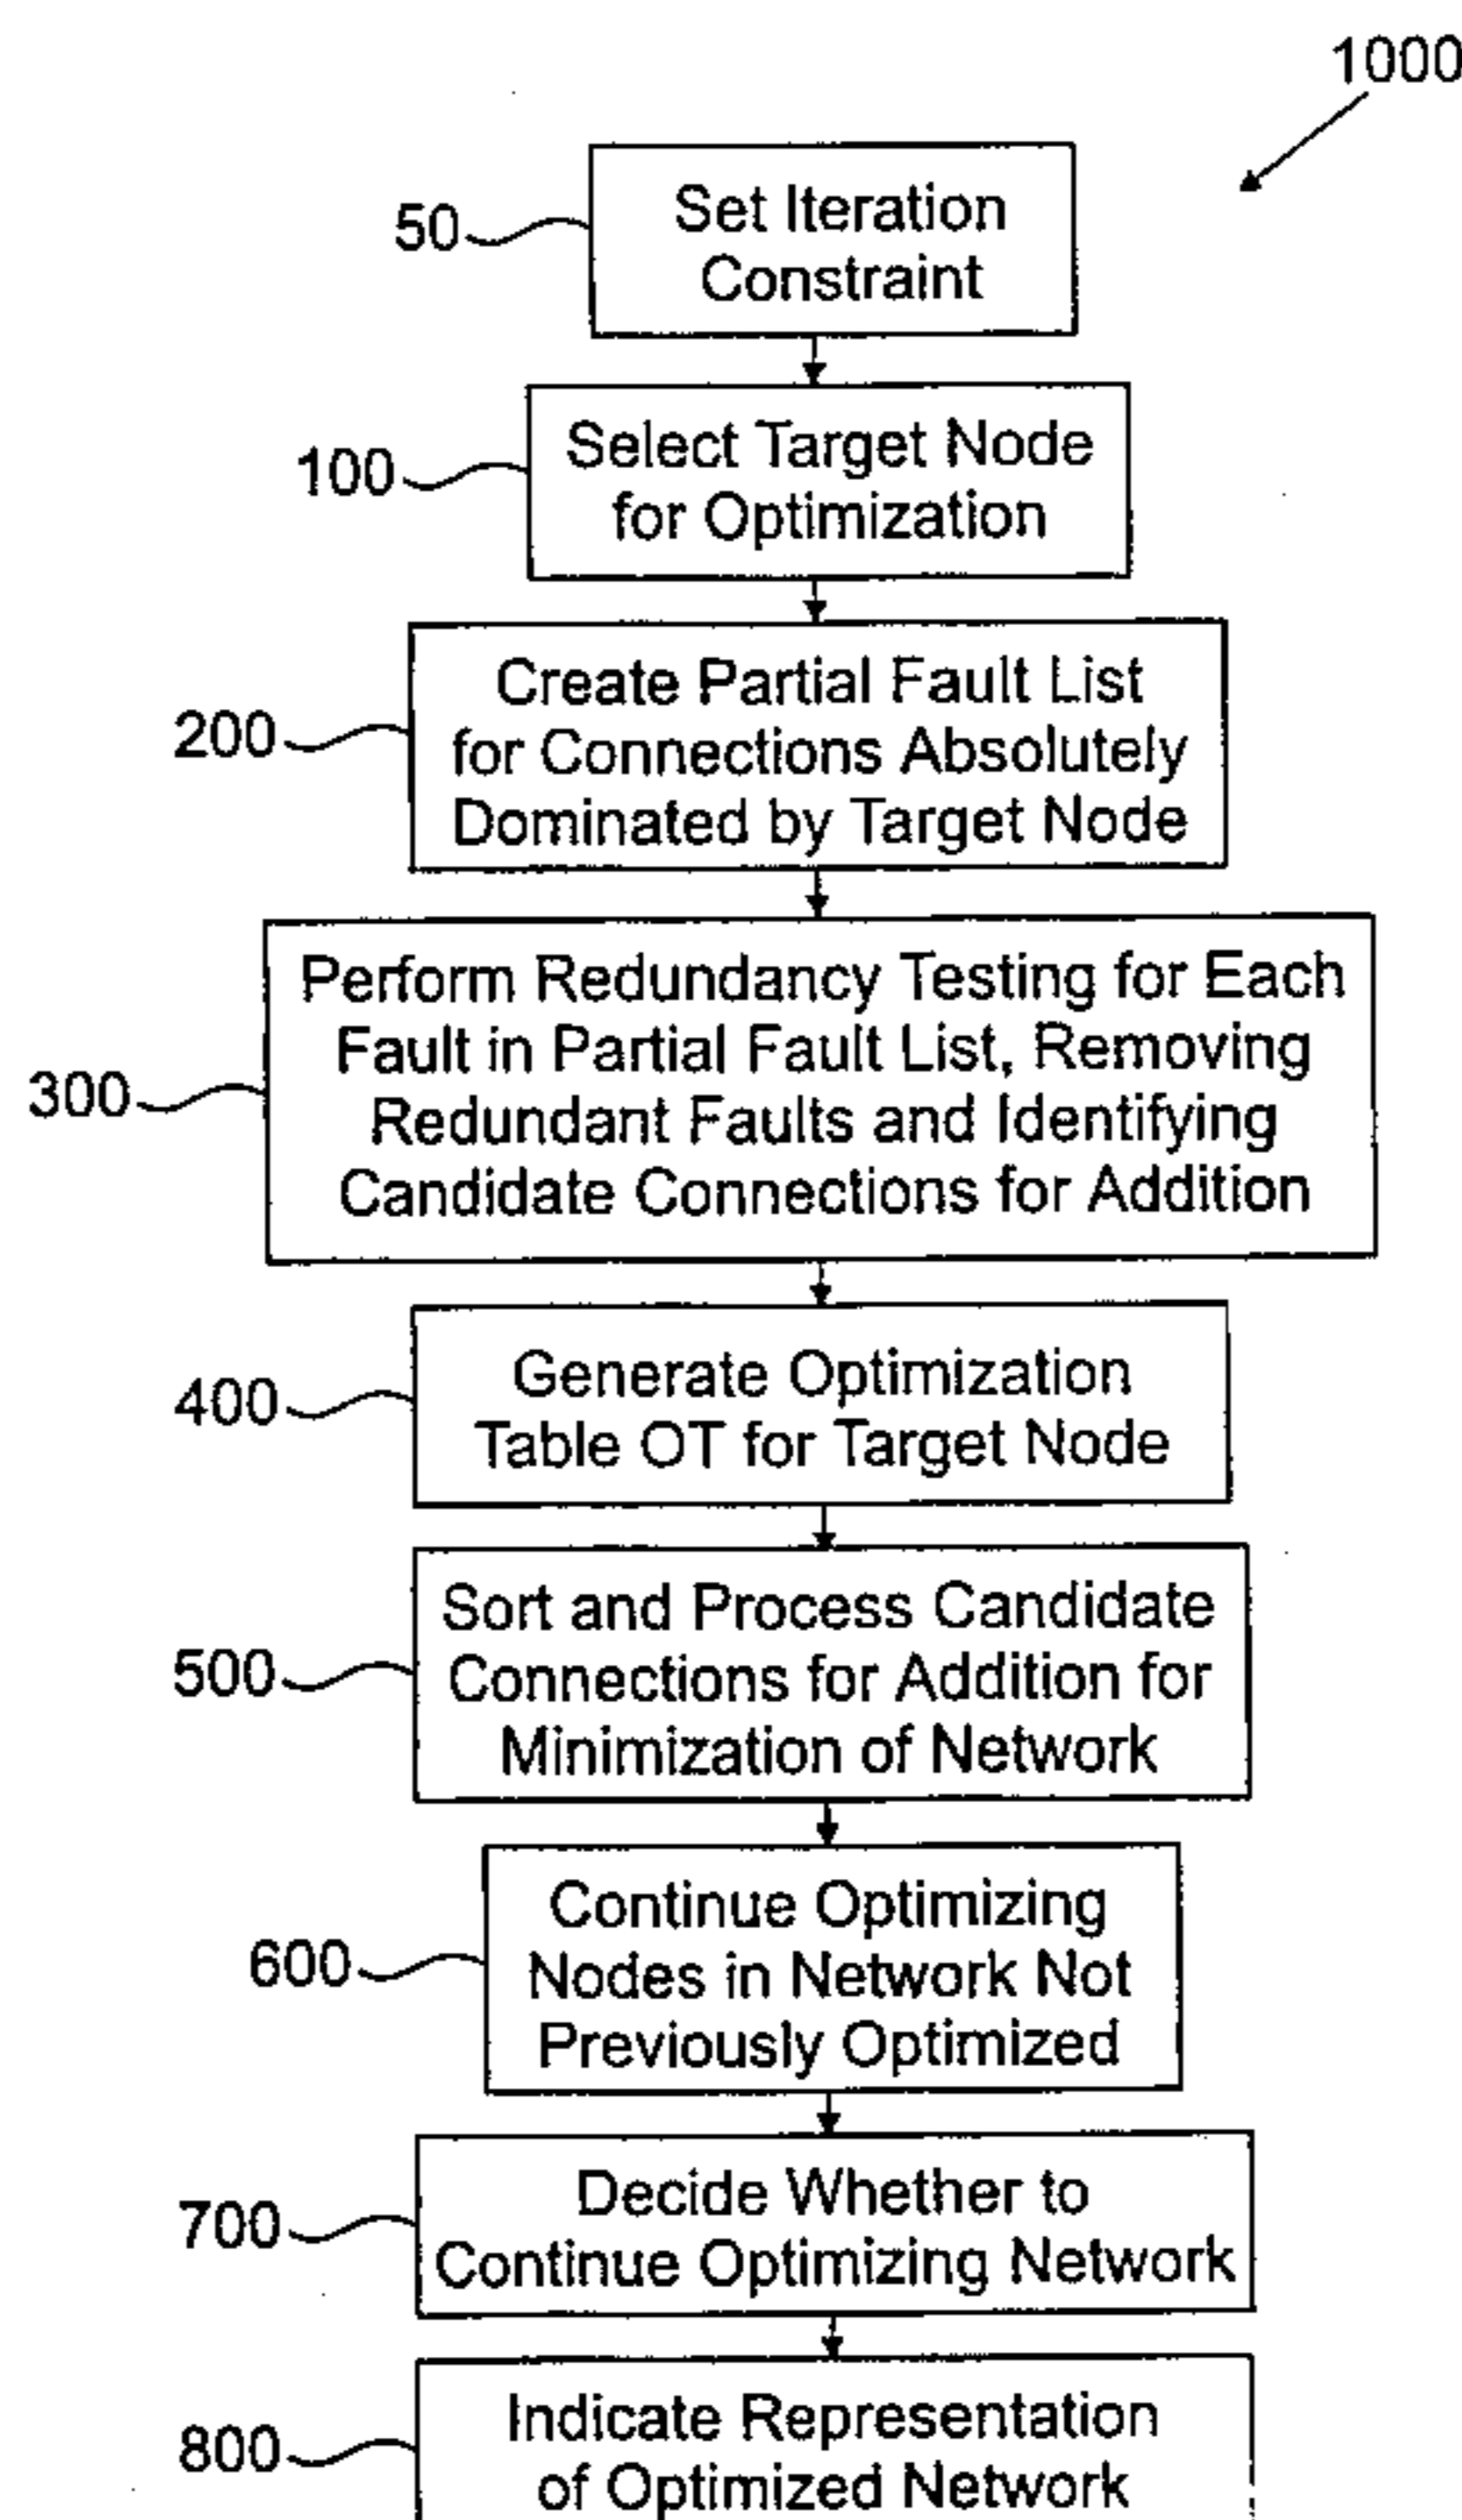 1000
50
Set Iteration
Constraint
100
Select Target Node
for Optimization
200
Create Partial Fault List
for Connections Absolutely
Dominated by Target Node
300
Perform Redundancy Testing for Each
Fault in Partial Fault List, Removing
Redundant Faults and Identifying
Candidate Connections for Addition
400
Generate Optimization
Table OT for Target Node
500
Sort and Process Candidate
Connections for Addition for
Minimization of Network
600
Continue Optimizing
Nodes in Network Not
Previously Optimized
700
Decide Whether to
Continue Optimizing Network
800
Indicate Representation
of Optimized Network